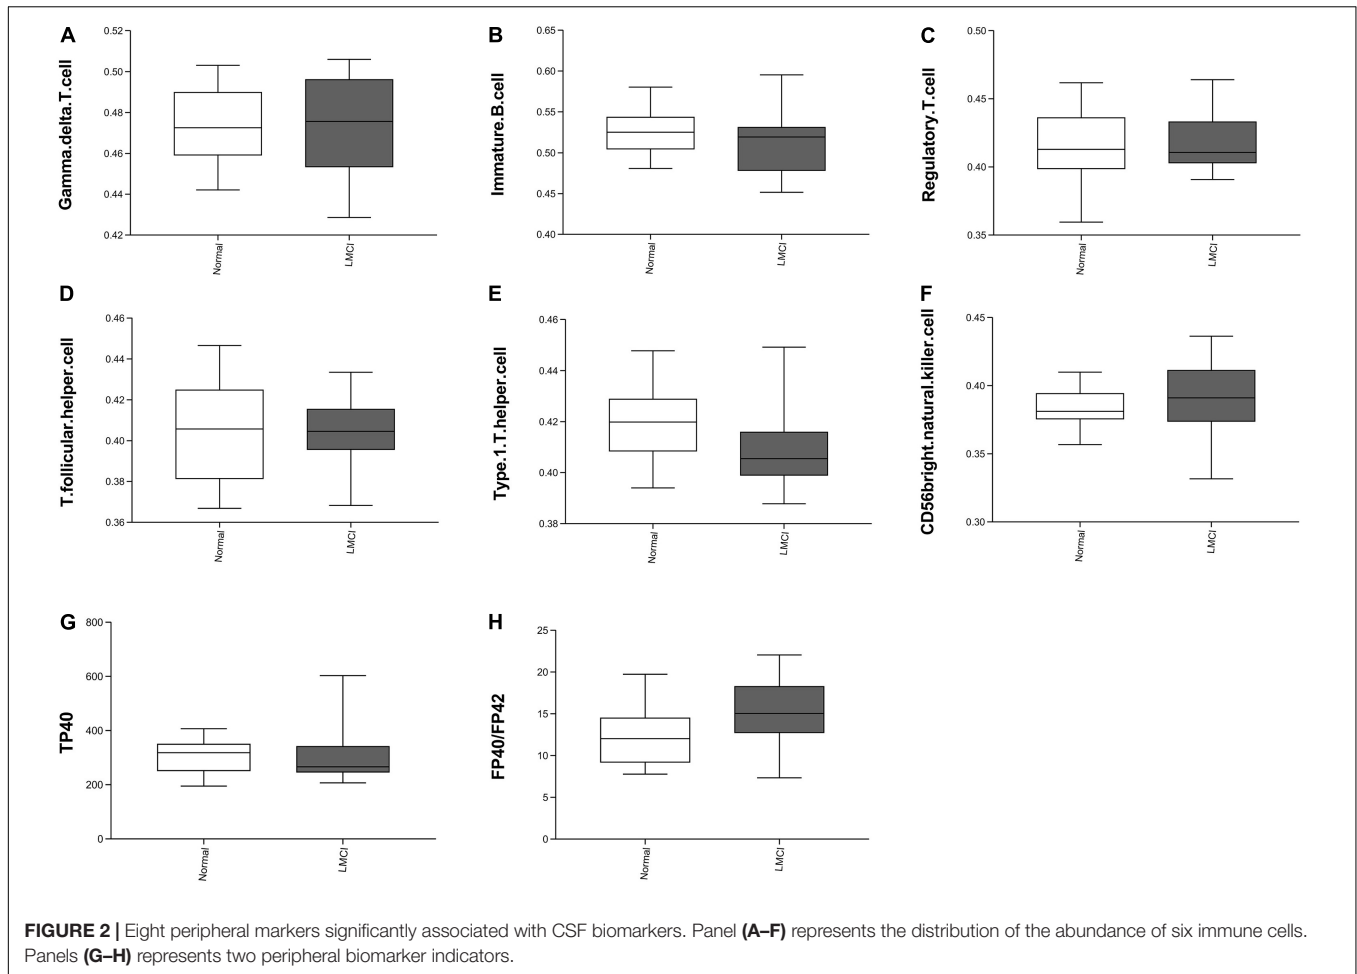 A
Gamma.delta.T.cell
0.52
0.50
0.48
0.46
0.44
0.42
Normal
LMCI
B
Immature.B.cell
0.65
0.60
0.55
0.50
0.45
0.40
Normal
LMCI
C
Regulatory.T.cell
0.50
0.45
0.40
0.35
Normal
LMCI
D
T.follicular.helper.cell
0.46
0.44
0.42
0.40
0.38
0.36
Normal
LMCI
E
Type.1.T.helper.cell
0.46
0.44
0.42
0.40
0.38
Normal
LMCI
F
CD56bright.natural.killer.cell
0.45
0.40
0.35
0.30
Normal
LMCI
G
TP40
800
600
400
200
0
Normal
LMCI
H
FP40/FP42
25
20
15
10
5
0
Normal
LMCI
FIGURE 2 | Eight peripheral markers significantly associated with CSF biomarkers. Panel (A–F) represents the distribution of the abundance of six immune cells.
Panels (G–H) represents two peripheral biomarker indicators.